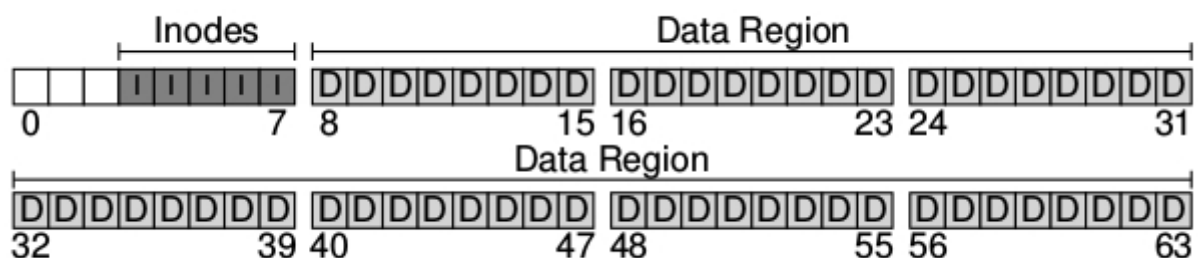 Inodes Data Region
I I I I I D D D D D D D D D D D D D D D D D D D D D D D D
0 7 8 15 16 23 24 31
Data Region
D D D D D D D D D D D D D D D D D D D D D D D D D D D D D D D D
32 39 40 47 48 55 56 63